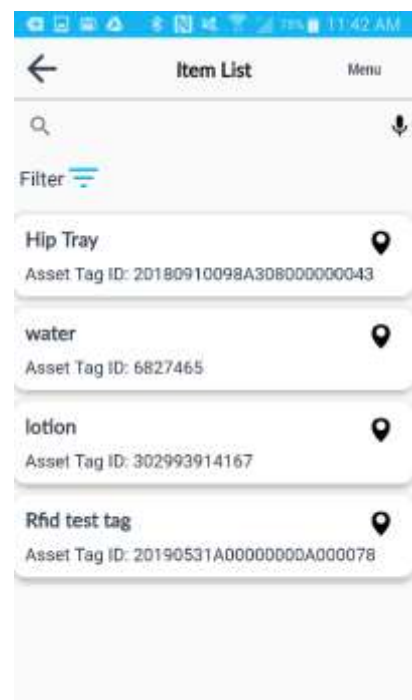 78% 11:42 AM
Item List Menu
Filter
Hip Tray
Asset Tag ID: 20180910098A308000000043
water
Asset Tag ID: 6827465
lotion
Asset Tag ID: 302993914167
Rfid test tag
Asset Tag ID: 20190531A00000000A000078